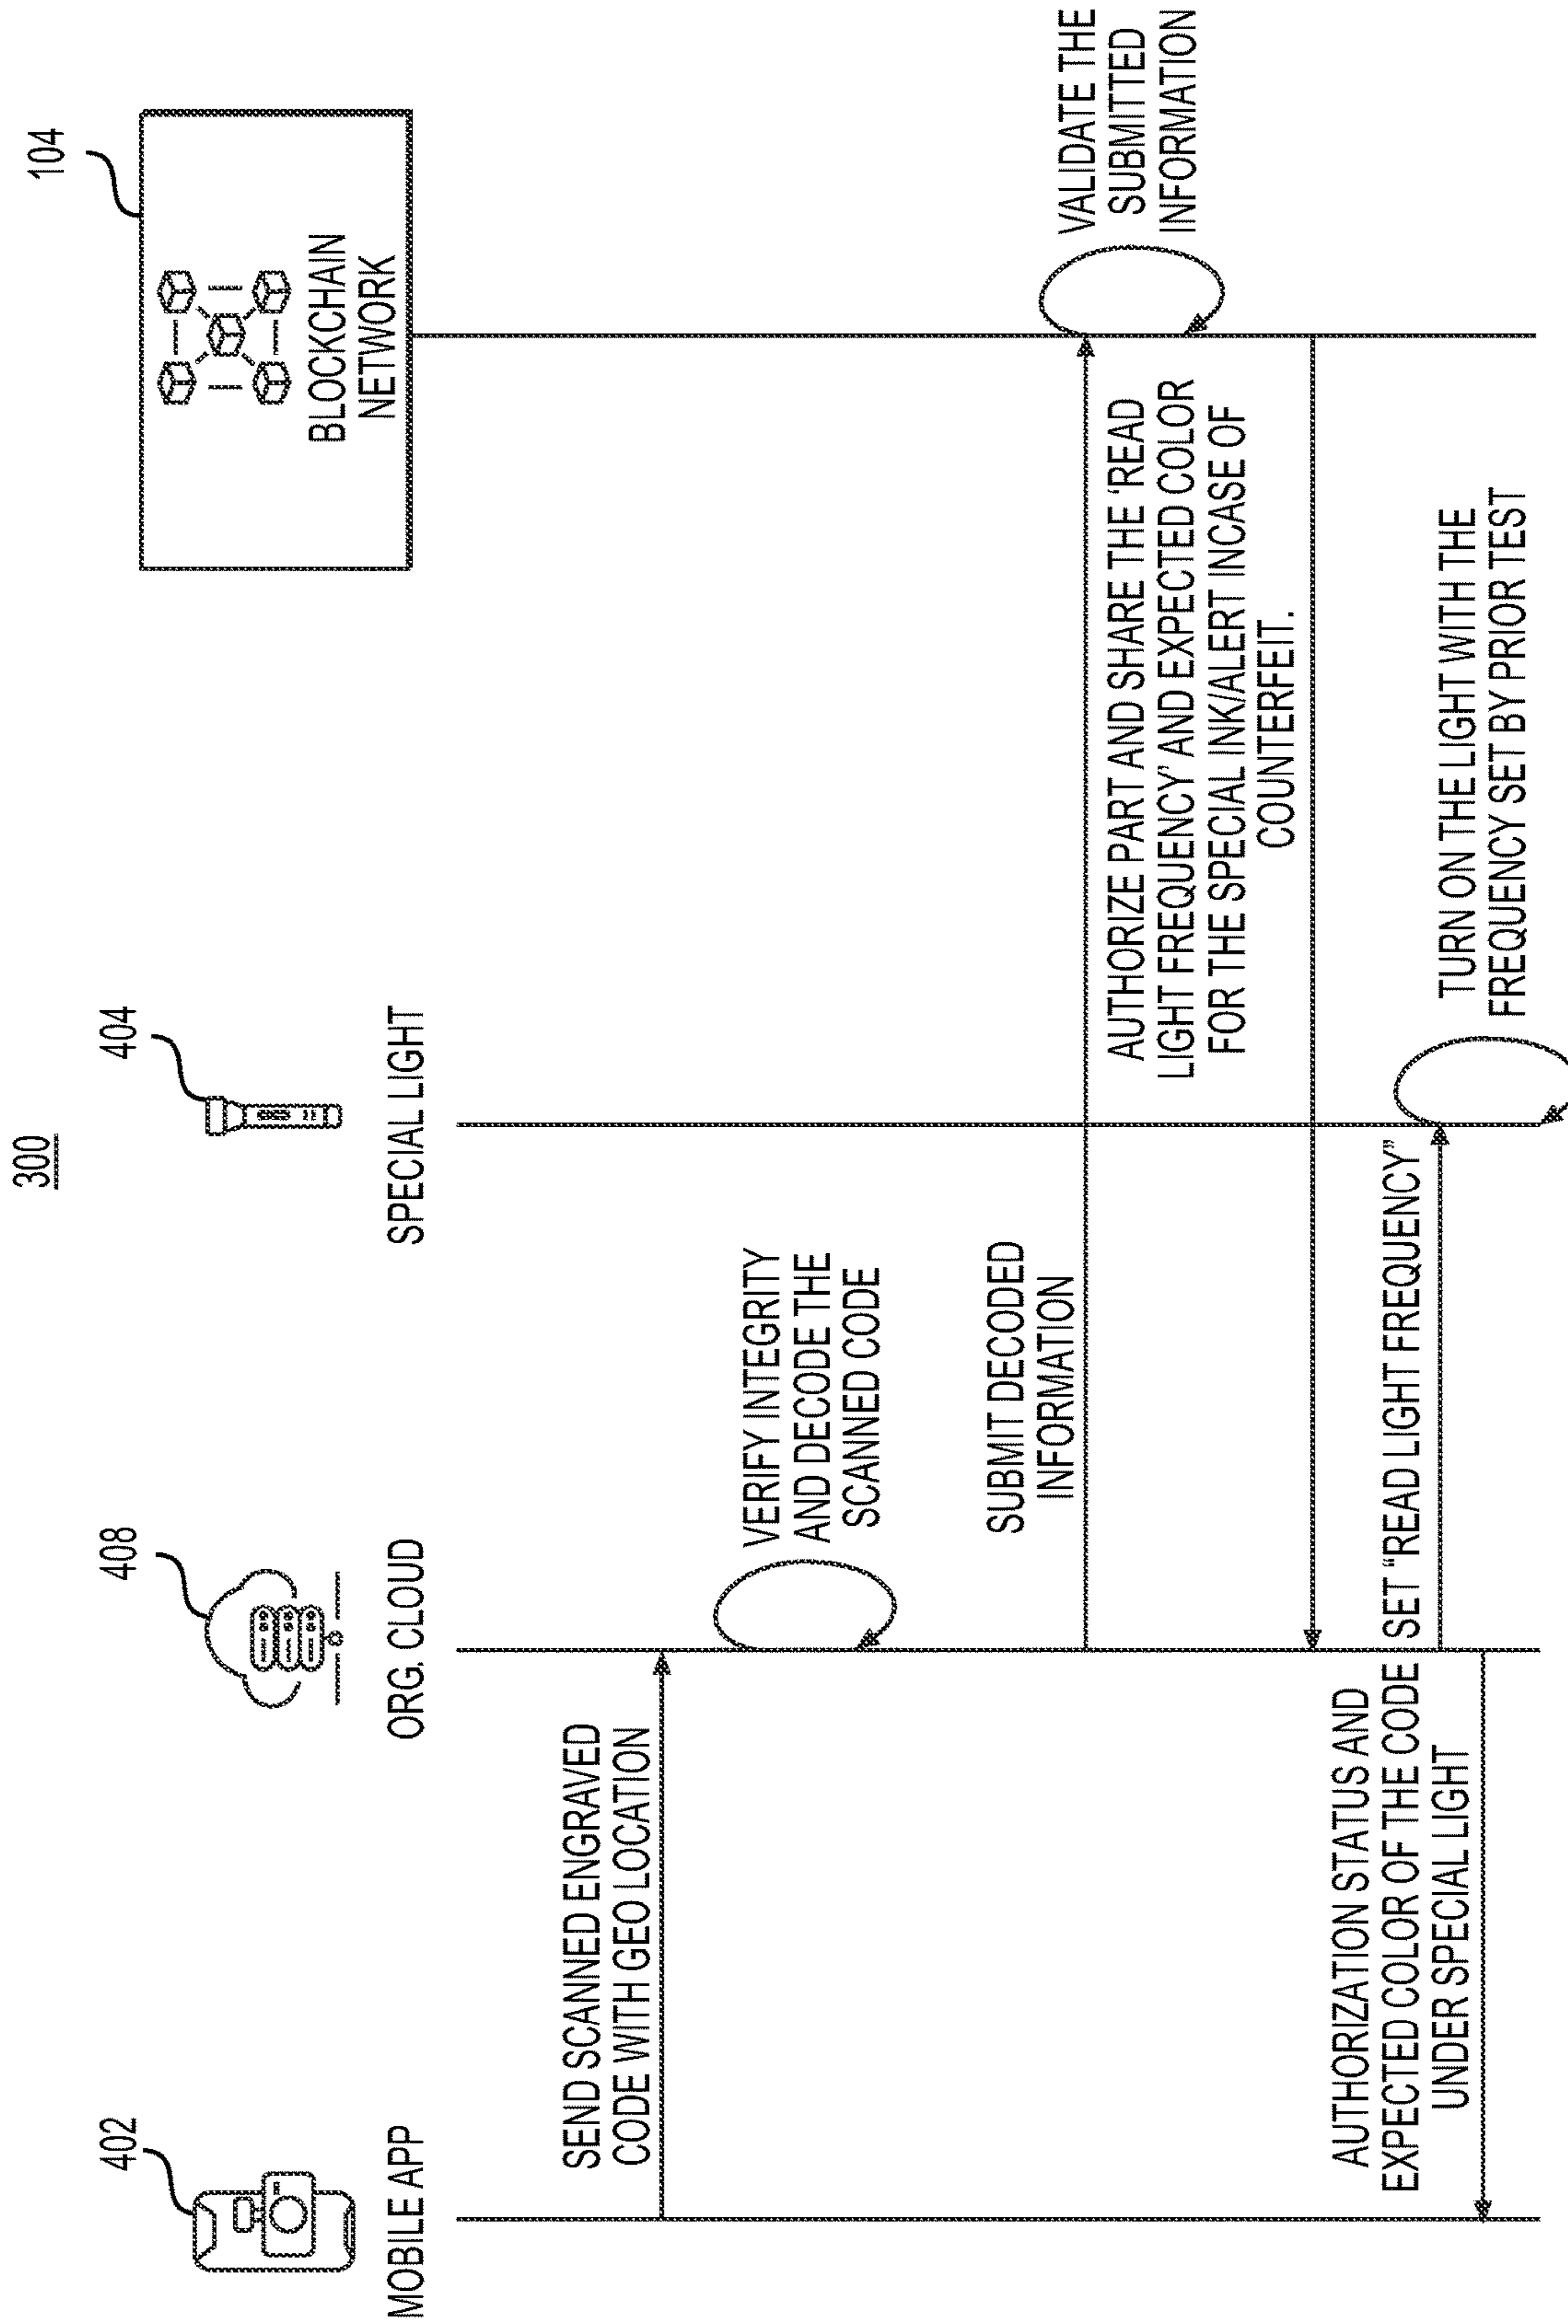 300
402
MOBILE APP
408
ORG. CLOUD
404
SPECIAL LIGHT
104
BLOCKCHAIN
NETWORK
SEND SCANNED ENGRAVED
CODE WITH GEO LOCATION
VERIFY INTEGRITY
AND DECODE THE
SCANNED CODE
SUBMIT DECODED
INFORMATION
VALIDATE THE
SUBMITTED
INFORMATION
AUTHORIZE PART AND SHARE THE 'READ
LIGHT FREQUENCY' AND EXPECTED COLOR
FOR THE SPECIAL INK/ALERT INCASE OF
COUNTERFEIT.
SET "READ LIGHT FREQUENCY"
AUTHORIZATION STATUS AND
EXPECTED COLOR OF THE CODE
UNDER SPECIAL LIGHT
TURN ON THE LIGHT WITH THE
FREQUENCY SET BY PRIOR TEST